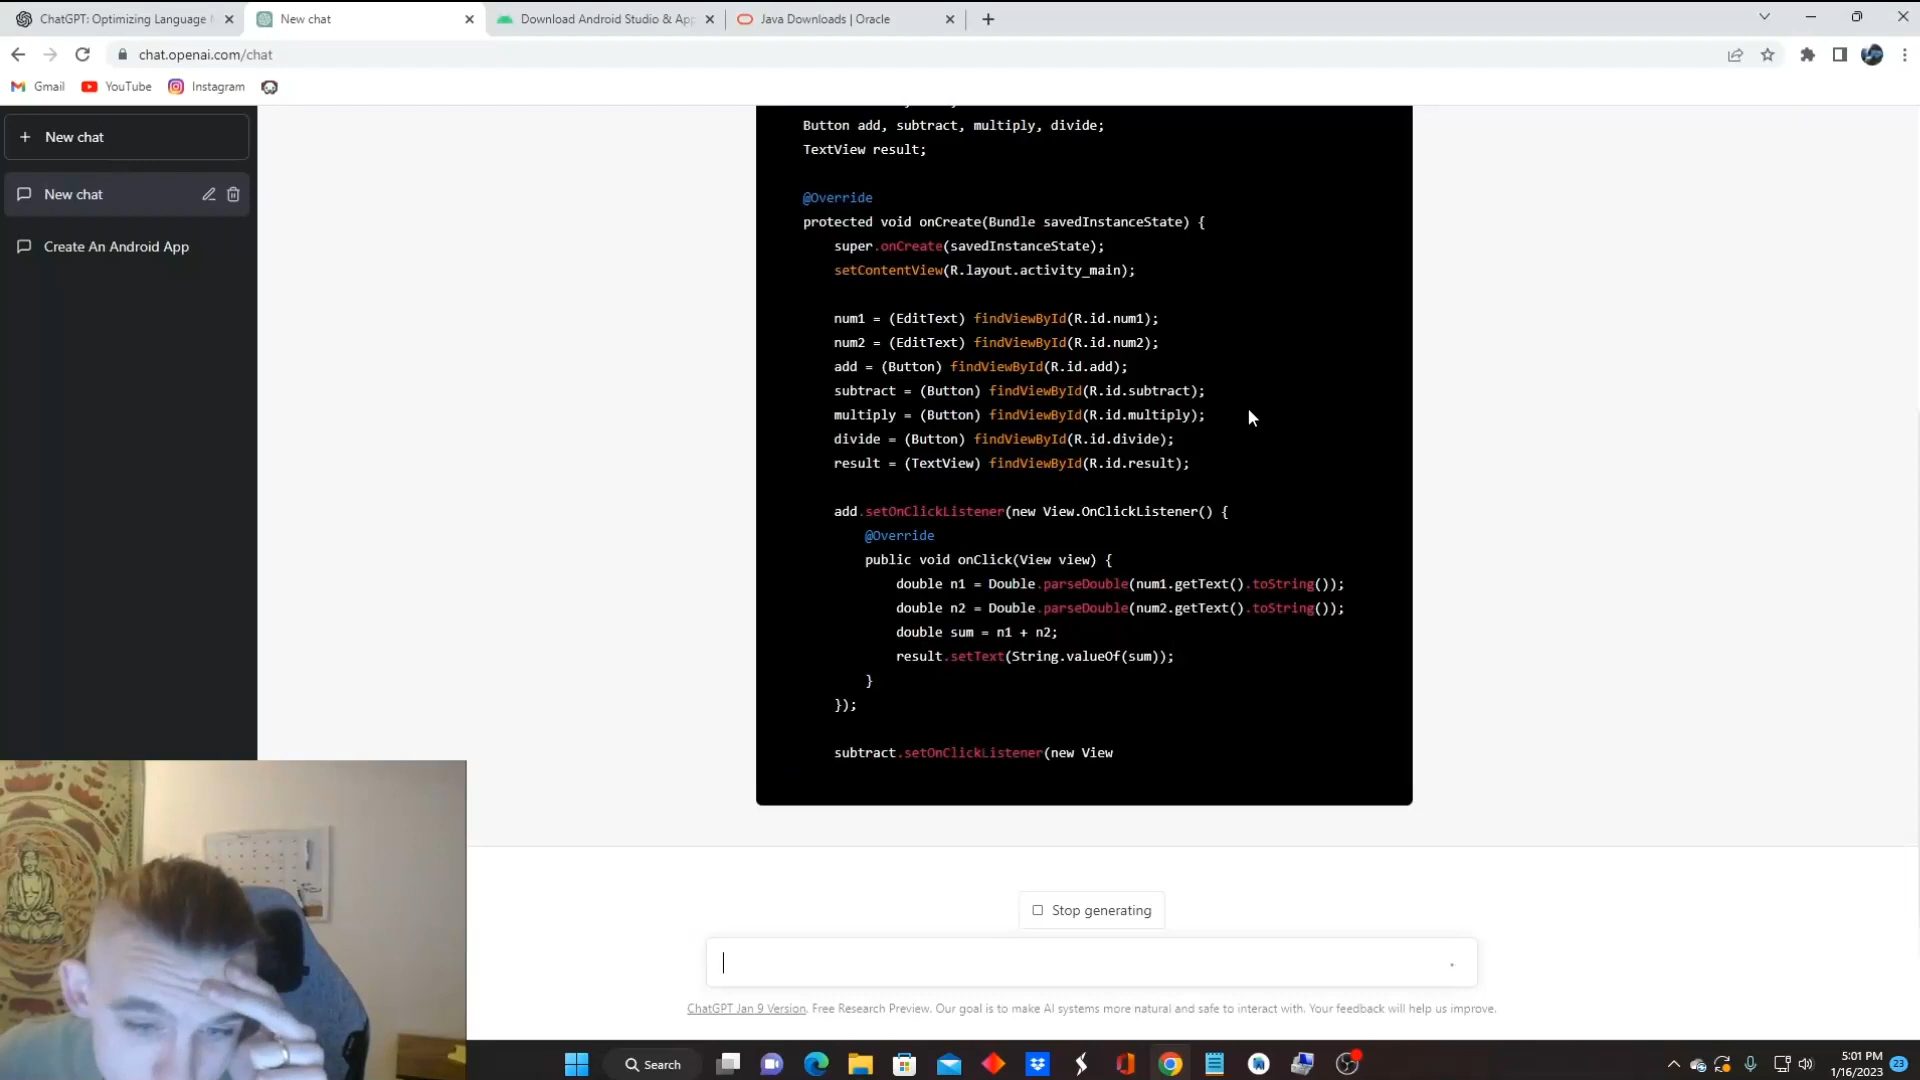 ChatGPT: Optimizing Language
New chat
Download Android Studio & App
Java Downloads | Oracle
chat.openai.com/chat
Gmail
YouTube
Instagram
New chat
New chat
Create An Android App
Button add, subtract, multiply, divide;
TextView result;
@Override
protected void onCreate(Bundle savedInstanceState) {
super.onCreate(savedInstanceState);
setContentView(R.layout.activity_main);
num1 = (EditText) findViewById(R.id.num1);
num2 = (EditText) findViewById(R.id.num2);
add = (Button) findViewById(R.id.add);
subtract = (Button) findViewById(R.id.subtract);
multiply = (Button) findViewById(R.id.multiply);
divide = (Button) findViewById(R.id.divide);
result = (TextView) findViewById(R.id.result);
add.setOnClickListener(new View.OnClickListener() {
@Override
public void onClick(View view) {
double n1 = Double.parseDouble(num1.getText().toString());
double n2 = Double.parseDouble(num2.getText().toString());
double sum = n1 + n2;
result.setText(String.valueOf(sum));
}
});
subtract.setOnClickListener(new View
Stop generating
ChatGPT Jan 9 Version. Free Research Preview. Our goal is to make AI systems more natural and safe to interact with. Your feedback will help us improve.
Search
5:01 PM
1/16/2023
23